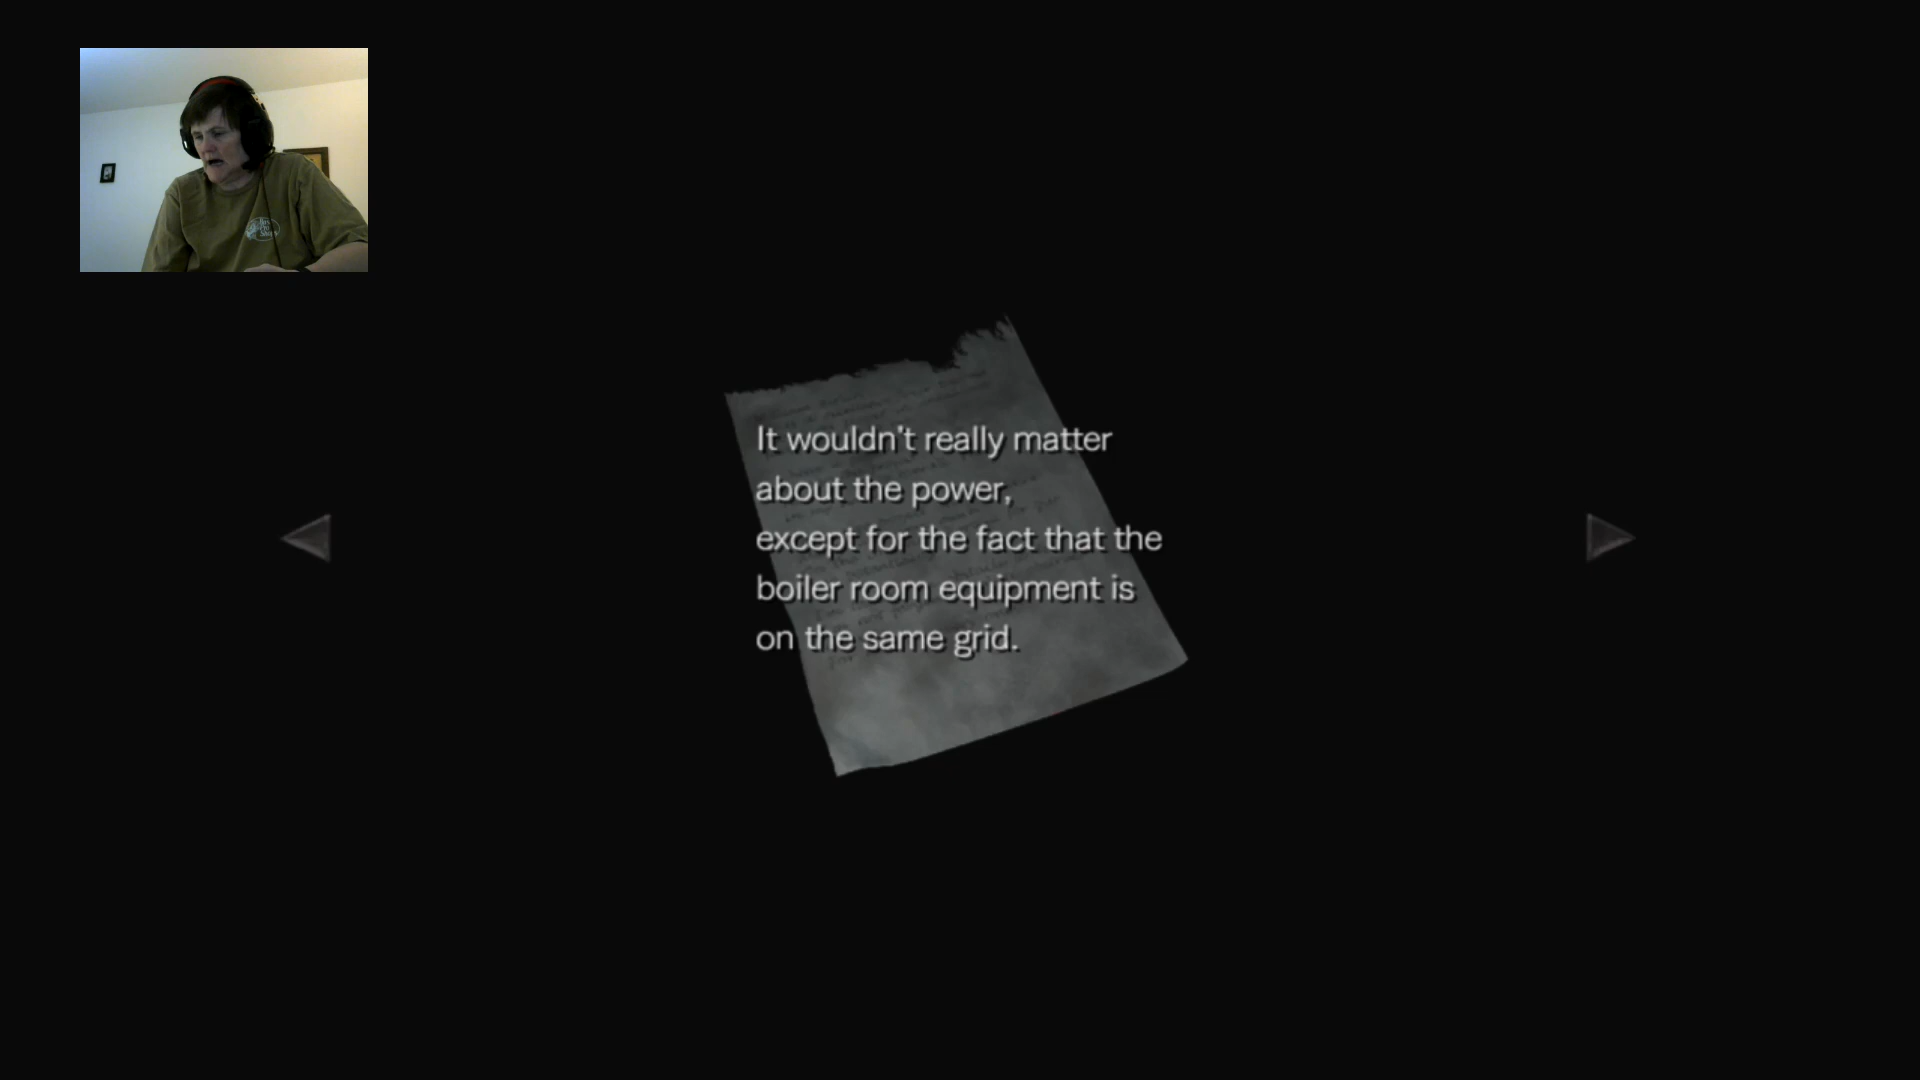 It wouldn't really matter
about the power,
except for the fact that the
boiler room equipment is
on the same grid.